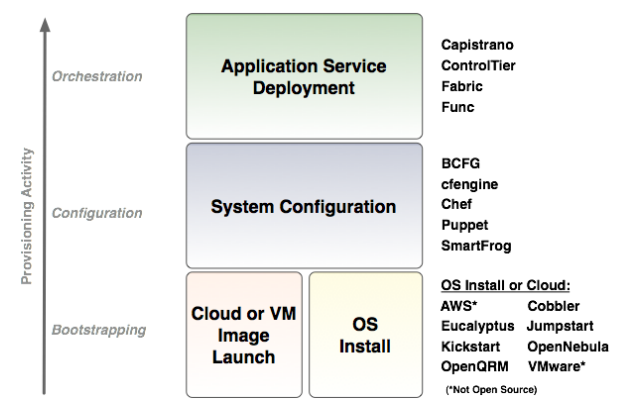 Provisioning Activity
Orchestration
Application Service
Deployment
Capistrano
ControlTier
Fabric
Func
Configuration
System Configuration
BCFG
cfengine
Chef
Puppet
SmartFrog
Bootstrapping
Cloud or VM
Image
Launch
OS
Install
OS Install or Cloud:
AWS* Cobbler
Eucalyptus Jumpstart
Kickstart OpenNebula
OpenQRM VMware*
(*Not Open Source)